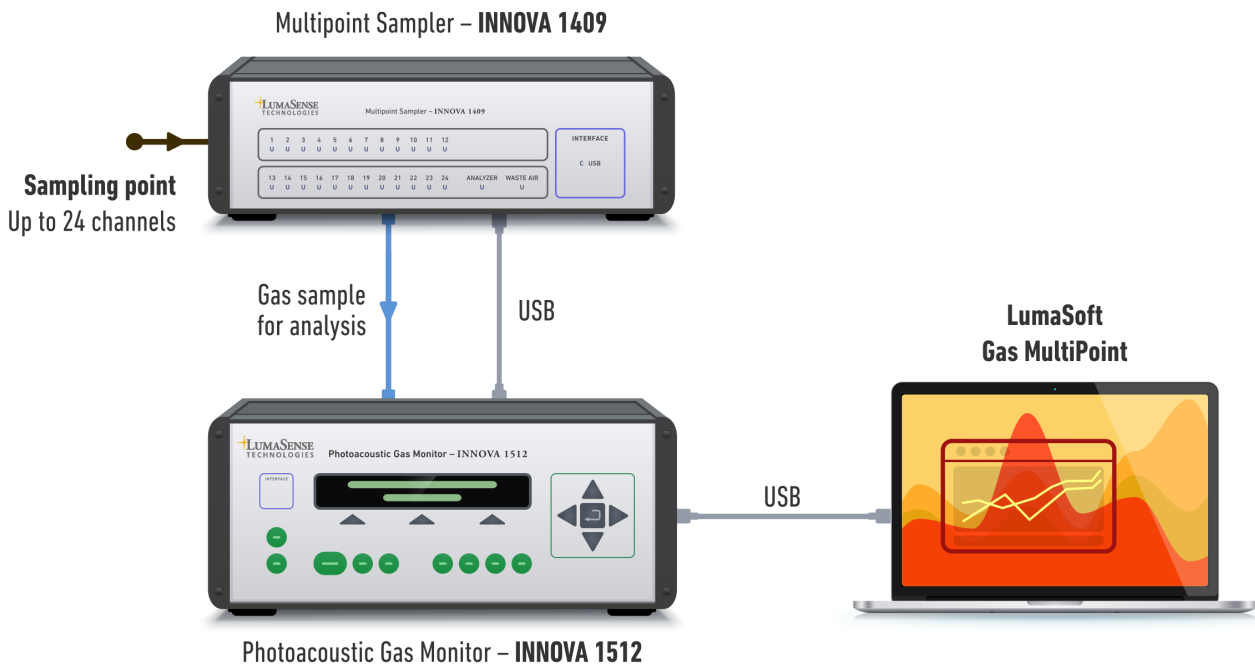 Multipoint Sampler – INNOVA 1409
LUMASENSE
TECHNOLOGIES
Multipoint Sampler – INNOVA 1409
1 2 3 4 5 6 7 8 9 10 11 12
U U U U U U U U U U U U
INTERFACE
C USB
13 14 15 16 17 18 19 20 21 22 23 24 ANALYZER WASTE AIR
U U U U U U U U U U U U U U
Sampling point
Up to 24 channels
Gas sample
for analysis
USB
LumaSoft
Gas MultiPoint
LUMASENSE
TECHNOLOGIES
Photoacoustic Gas Monitor – INNOVA 1512
INTERFACE
USB
Photoacoustic Gas Monitor – INNOVA 1512